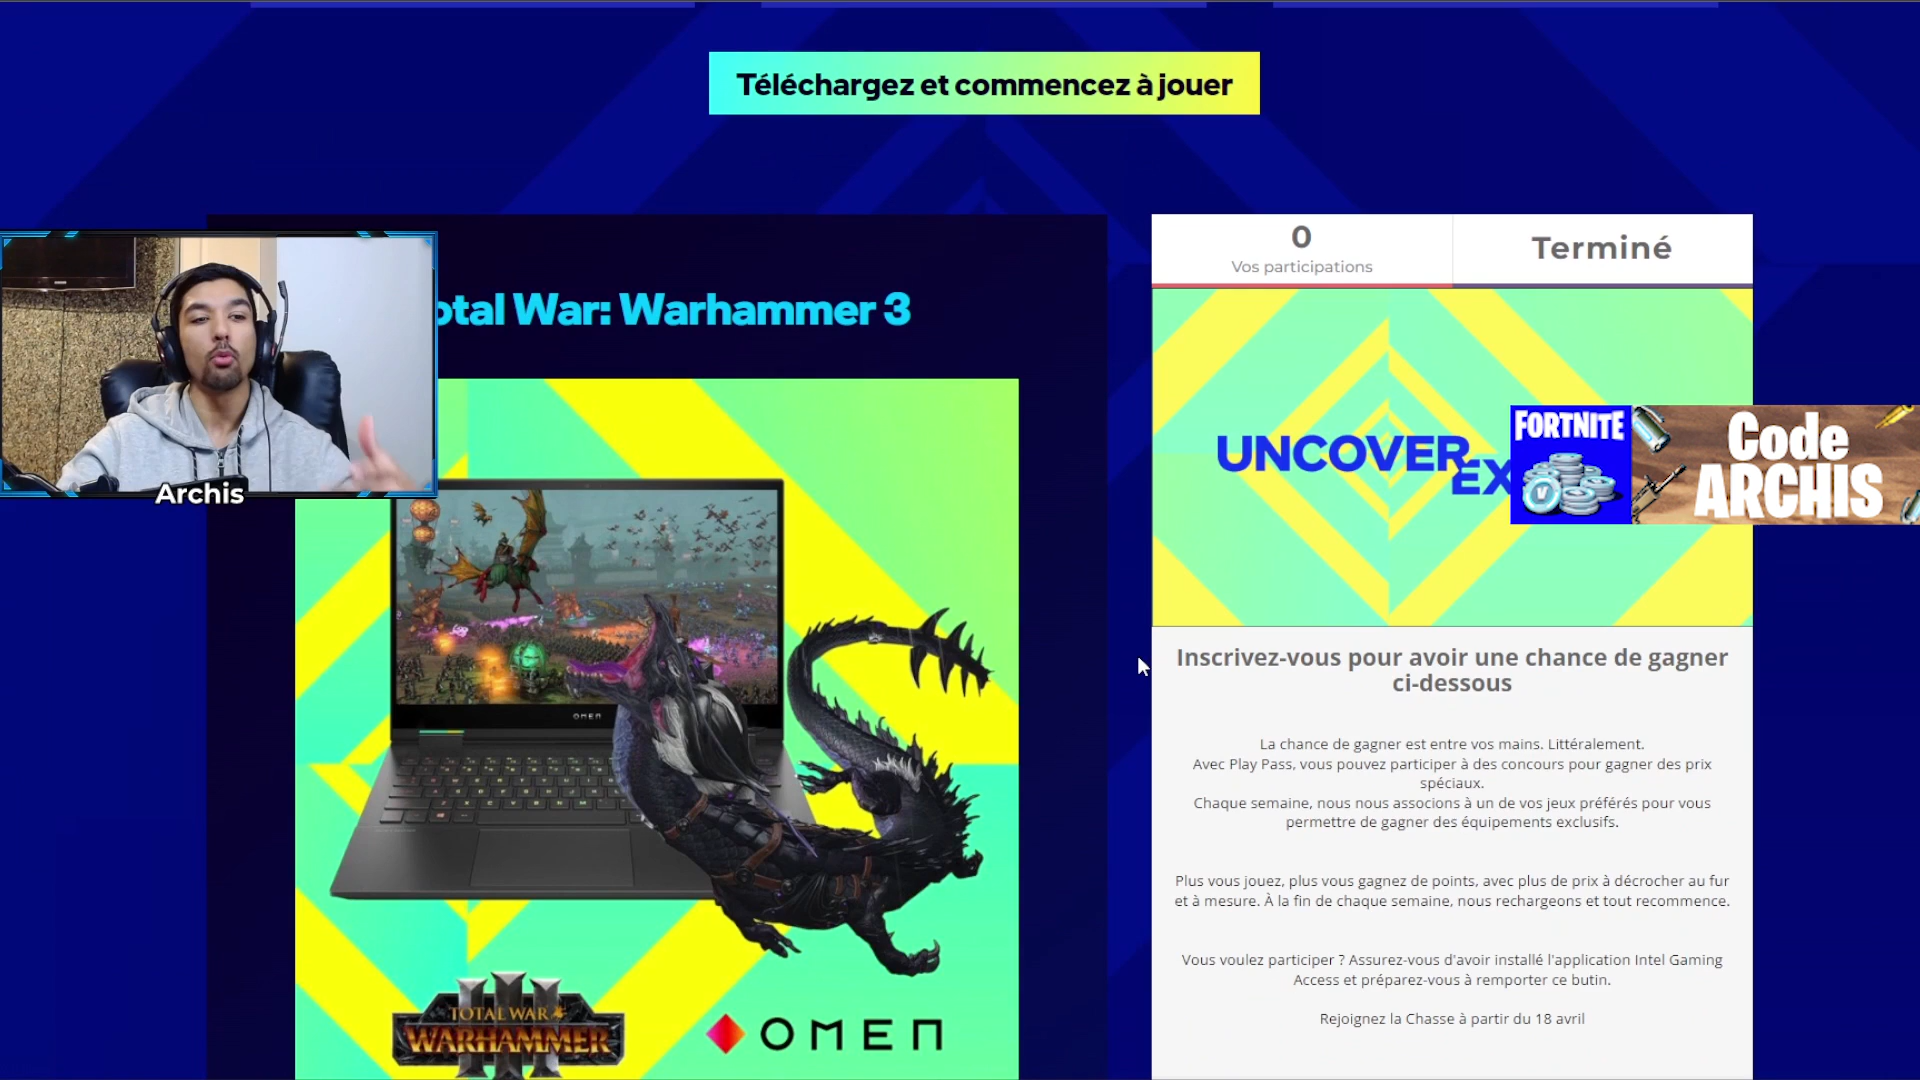 Téléchargez et commencez à jouer
0
Vos participations
Terminé
otal War: Warhammer 3
Archis
UNCOVER
EX
FORTNITE
Code
ARCHIS
OMEN
Inscrivez-vous pour avoir une chance de gagner
ci-dessous
La chance de gagner est entre vos mains. Littéralement.
Avec Play Pass, vous pouvez participer à des concours pour gagner des prix
spéciaux.
Chaque semaine, nous nous associons à un de vos jeux préférés pour vous
permettre de gagner des équipements exclusifs.
Plus vous jouez, plus vous gagnez de points, avec plus de prix à décrocher au fur
et à mesure. À la fin de chaque semaine, nous rechargeons et tout recommence.
Vous voulez participer ? Assurez-vous d'avoir installé l'application Intel Gaming
Access et préparez-vous à remporter ce butin.
Rejoignez la Chasse à partir du 18 avril
TOTAL WAR
WARHAMMER
III
OMEN